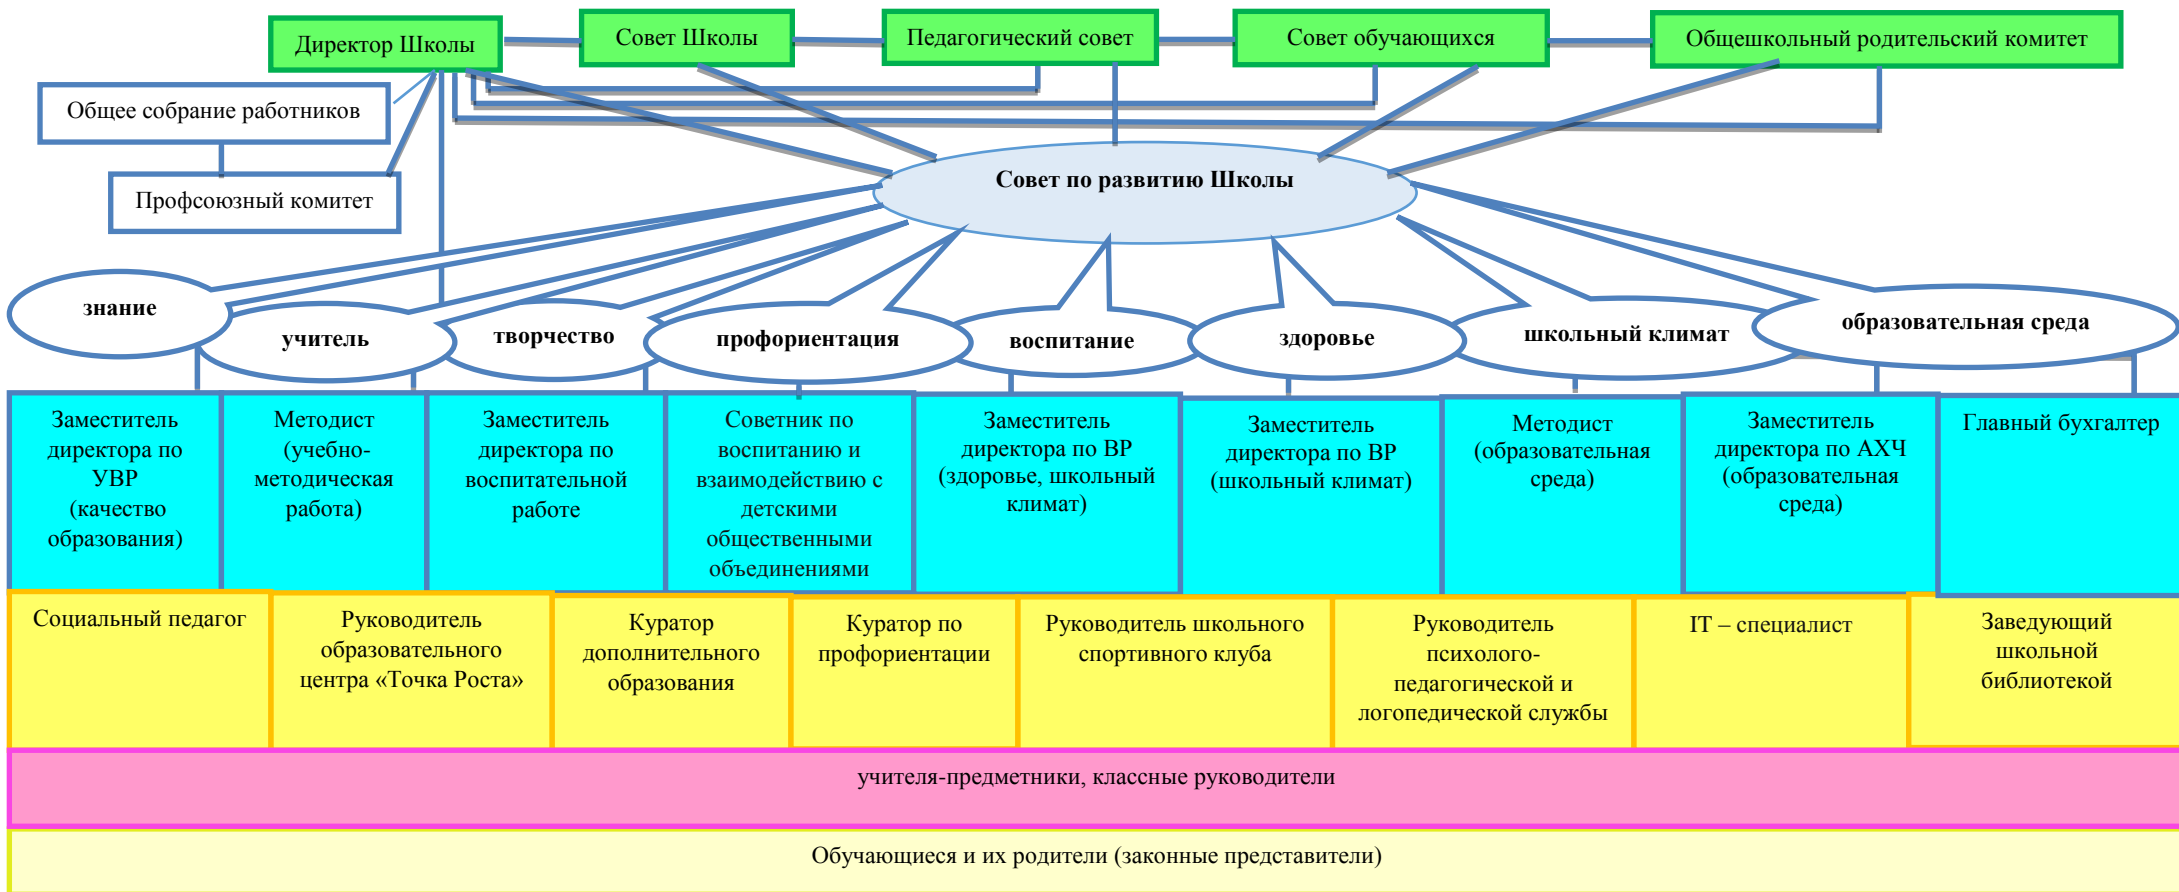 Директор Школы
Совет Школы
Педагогический совет
Совет обучающихся
Общешкольный родительский комитет
Общее собрание работников
Профсоюзный комитет
Совет по развитию Школы
знание
учитель
творчество
профориентация
воспитание
здоровье
школьный климат
образовательная среда
Заместитель
директора по
УВР
(качество
образования)
Методист
(учебно-
методическая
работа)
Заместитель
директора по
воспитательной
работе
Советник по
воспитанию и
взаимодействию с
детскими
общественными
объединениями
Заместитель
директора по ВР
(здоровье, школьный
климат)
Заместитель
директора по ВР
(школьный климат)
Методист
(образовательная
среда)
Заместитель
директора по АХЧ
(образовательная
среда)
Главный бухгалтер
Социальный педагог
Руководитель
образовательного
центра «Точка Роста»
Куратор
дополнительного
образования
Куратор по
профориентации
Руководитель школьного
спортивного клуба
Руководитель
психолого-
педагогической и
логопедической службы
IT – специалист
Заведующий
школьной
библиотекой
учителя-предметники, классные руководители
Обучающиеся и их родители (законные представители)